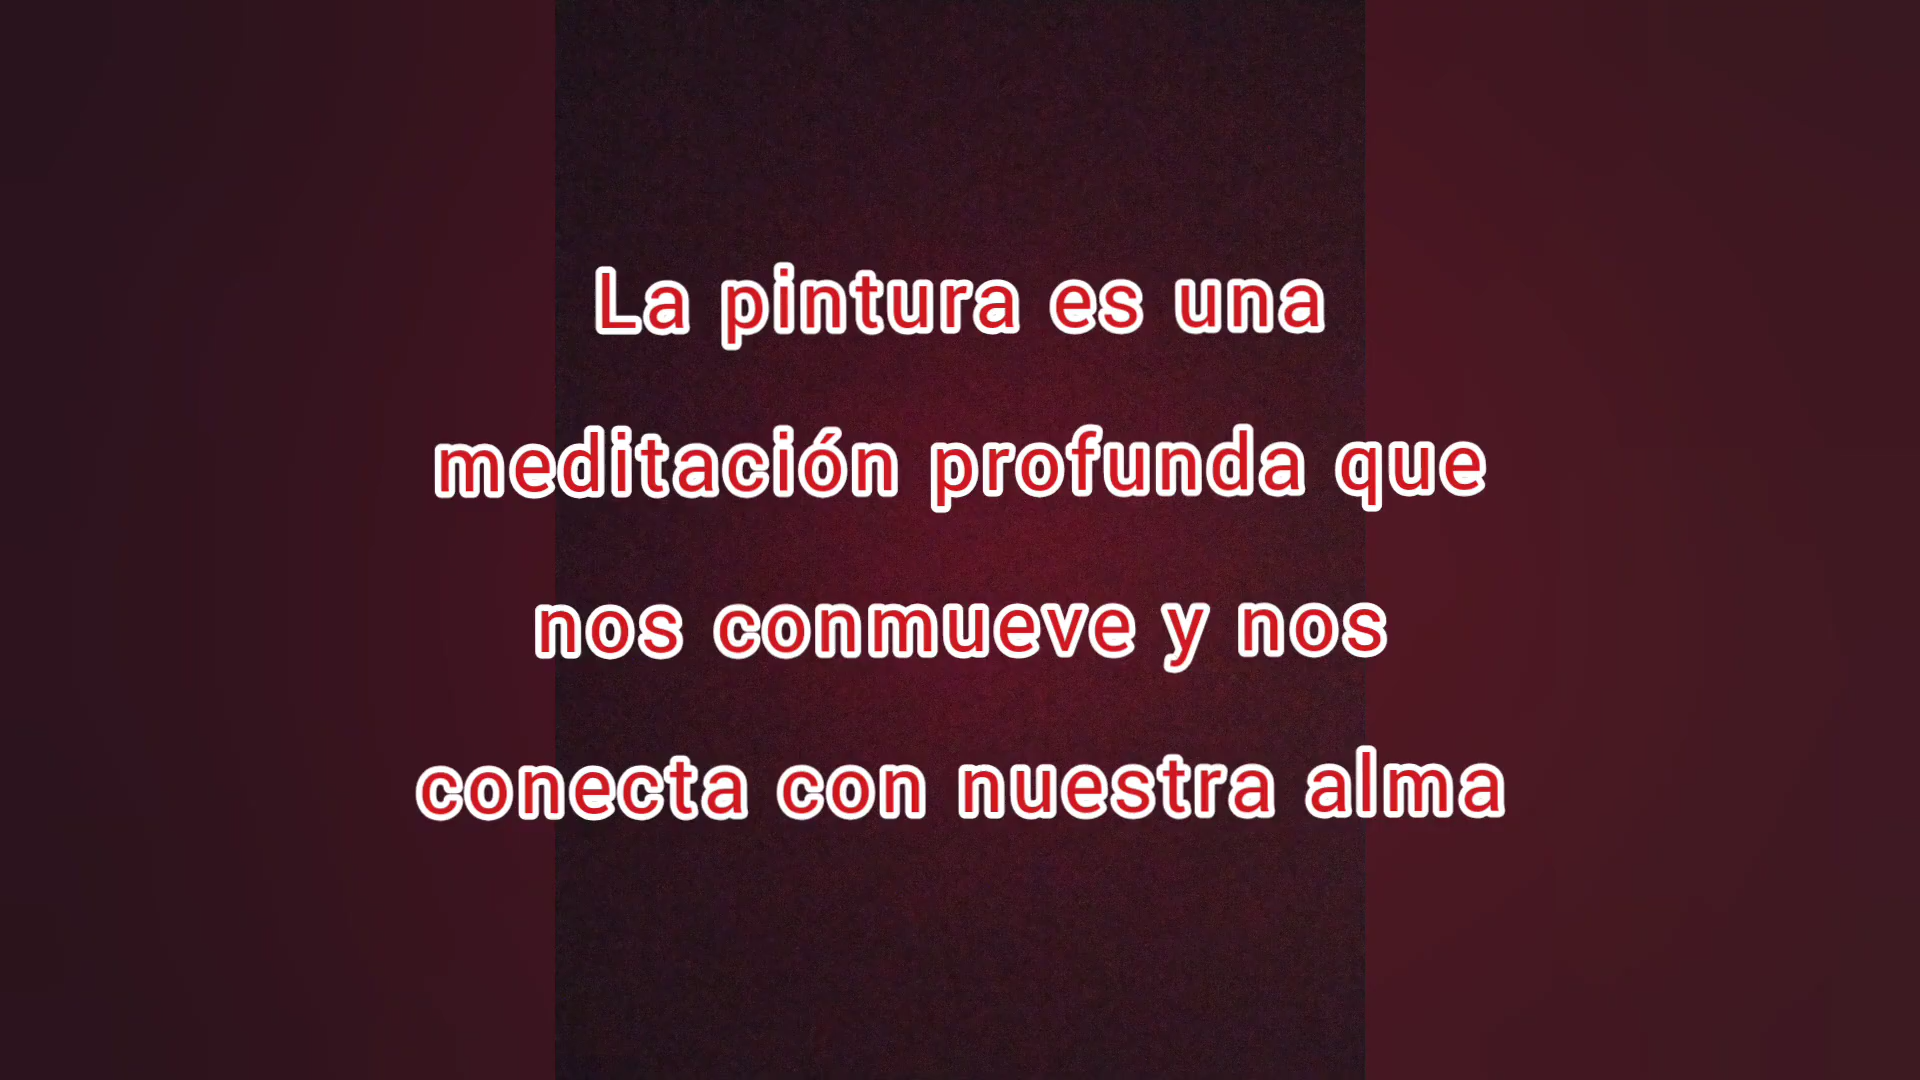 La pintura es una
meditación profunda que
nos conmueve y nos
conecta con nuestra alma